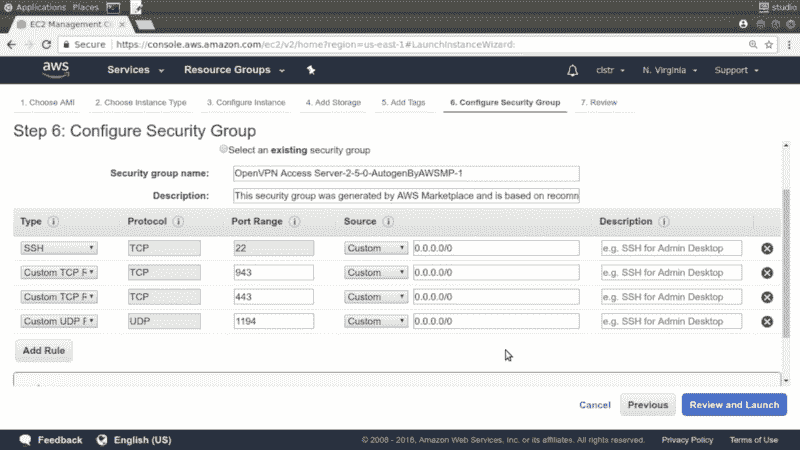 Applications Places studio
EC2 Management C
Secure https://console.aws.amazon.com/ec2/v2/home?region=us-east-1#LaunchInstanceWizard:
aws Services Resource Groups clstr N. Virginia Support
1. Choose AMI 2. Choose Instance Type 3. Configure Instance 4. Add Storage 5. Add Tags 6. Configure Security Group 7. Review
Step 6: Configure Security Group
Select an existing security group
Security group name: OpenVPN Access Server-2-5-0-AutogenByAWSMP-1
Description: This security group was generated by AWS Marketplace and is based on recomn
Type Protocol Port Range Source Description
SSH TCP 22 Custom 0.0.0.0/0 e.g. SSH for Admin Desktop
Custom TCP F TCP 943 Custom 0.0.0.0/0 e.g. SSH for Admin Desktop
Custom TCP F TCP 443 Custom 0.0.0.0/0 e.g. SSH for Admin Desktop
Custom UDP F UDP 1194 Custom 0.0.0.0/0 e.g. SSH for Admin Desktop
Add Rule
Cancel Previous Review and Launch
Feedback English (US) © 2008 - 2018, Amazon Web Services, Inc. or its affiliates. All rights reserved. Privacy Policy Terms of Use